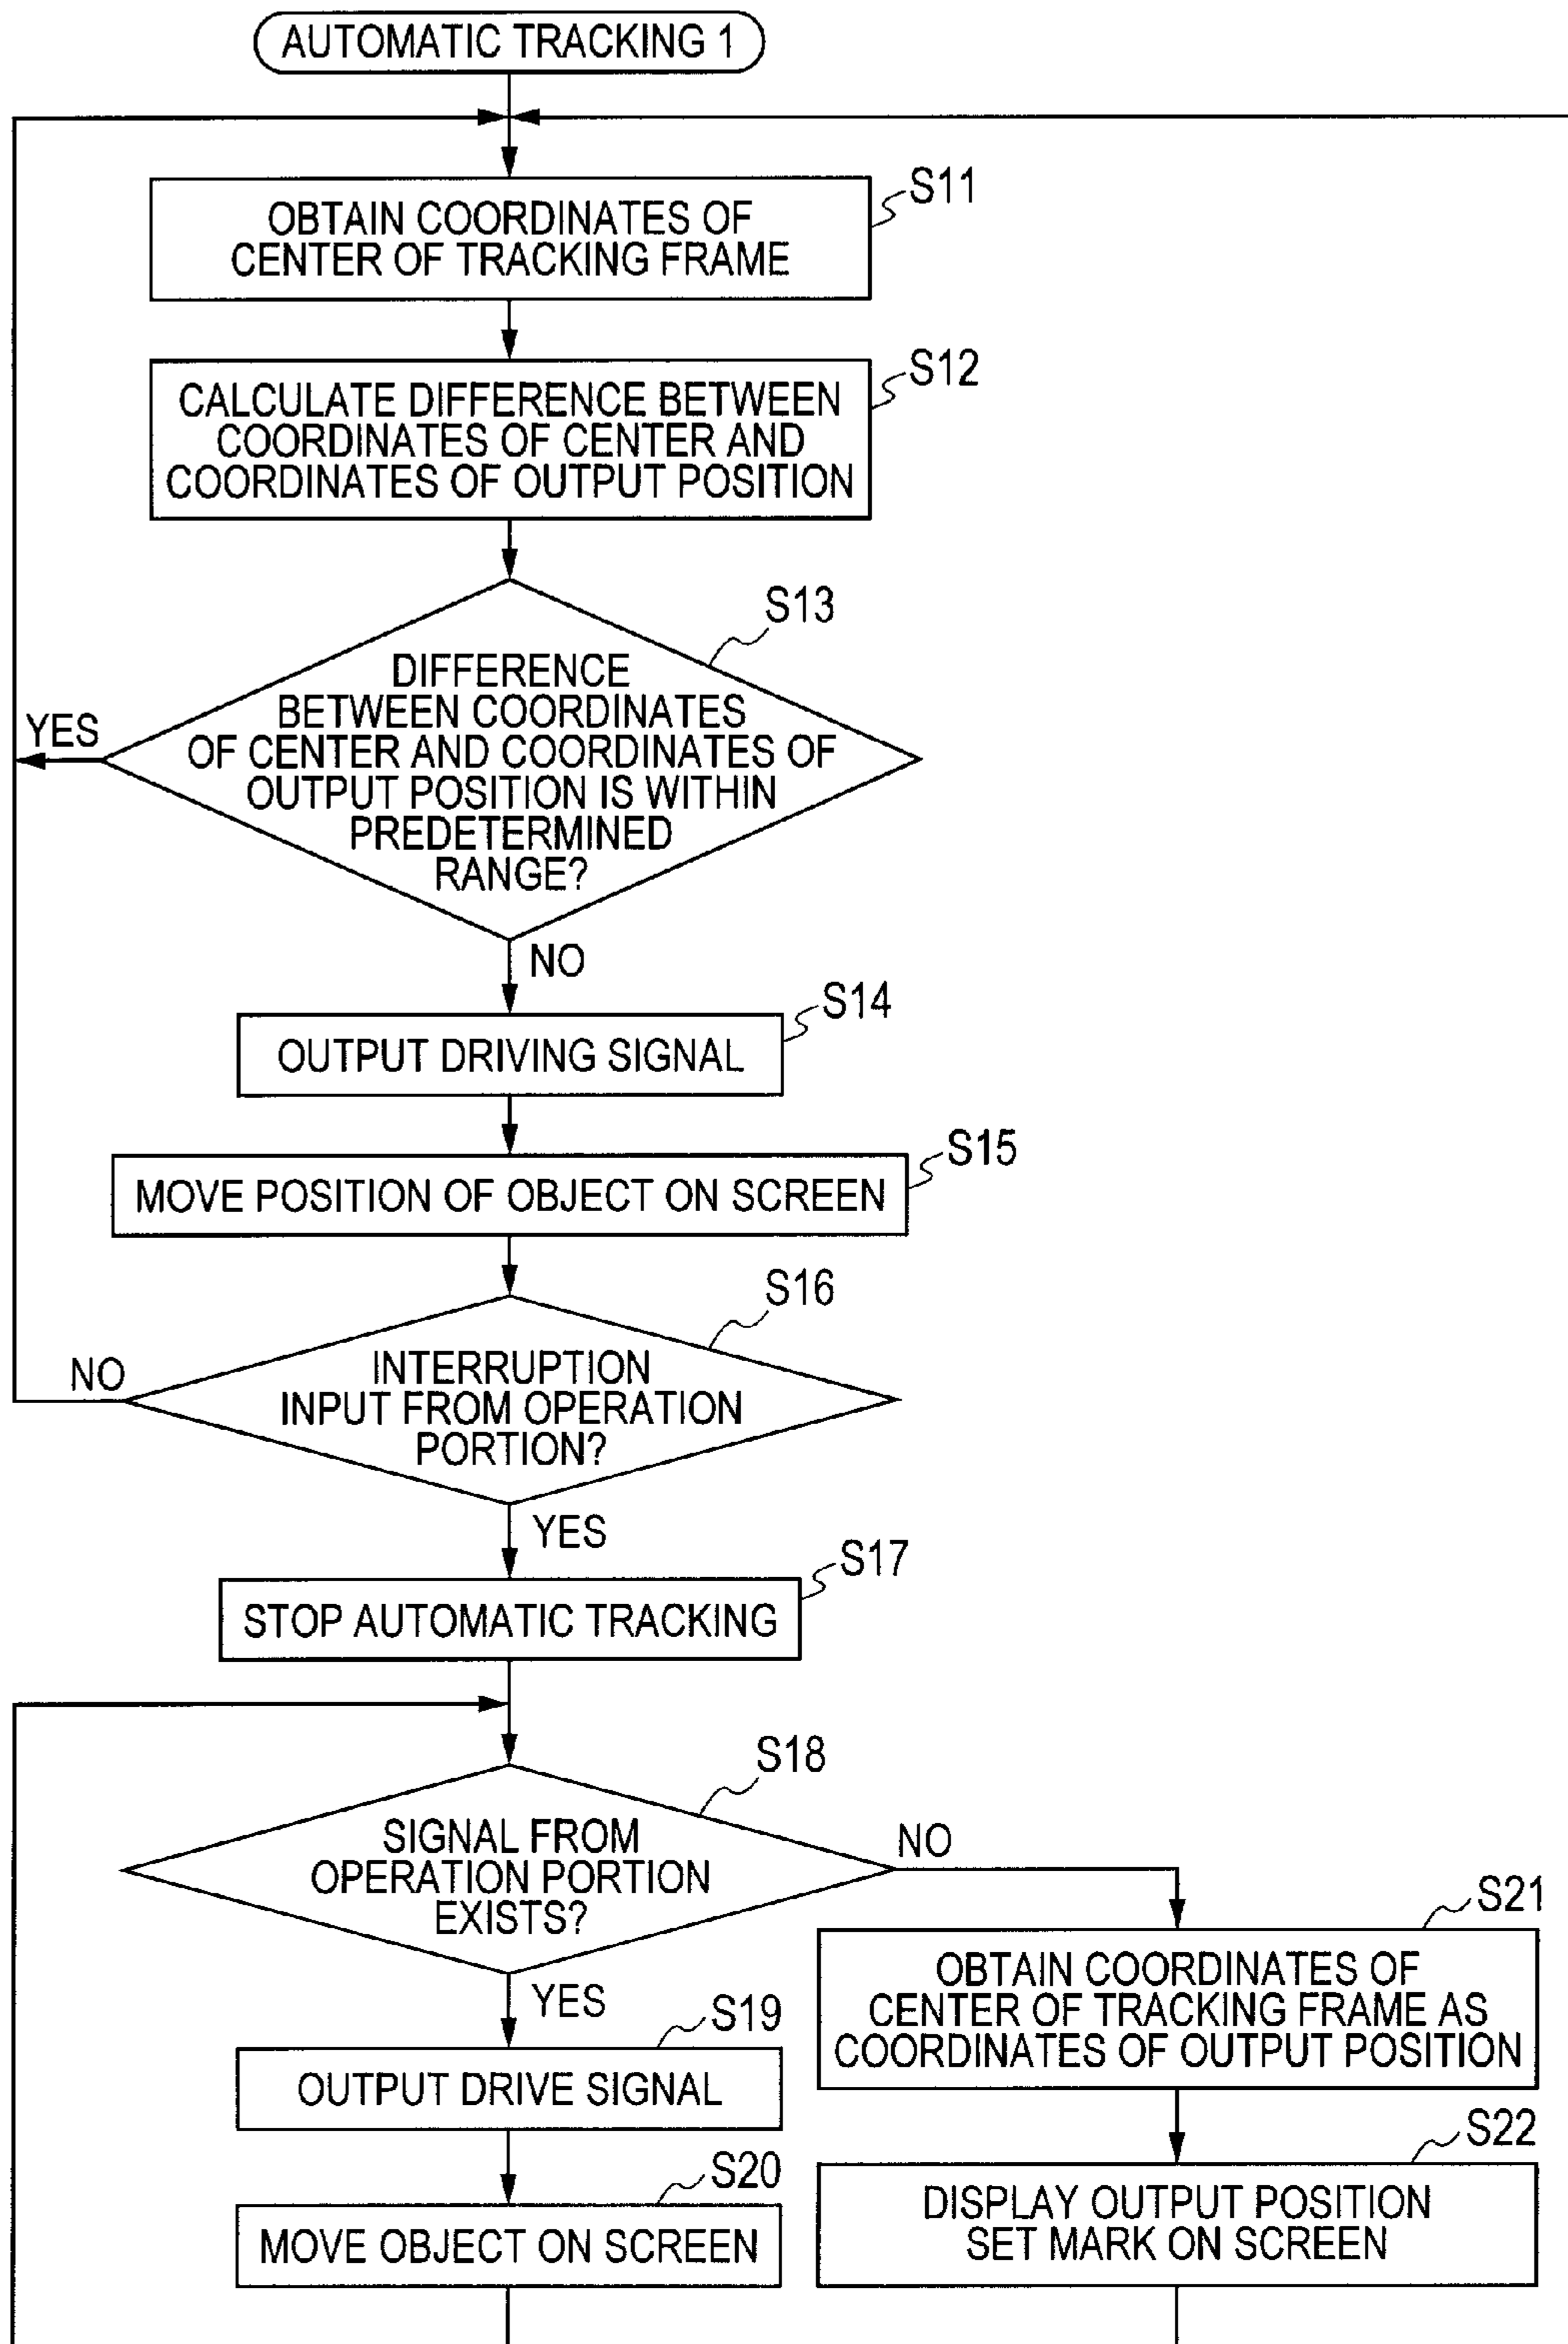 AUTOMATIC TRACKING 1
S11
OBTAIN COORDINATES OF
CENTER OF TRACKING FRAME
S12
CALCULATE DIFFERENCE BETWEEN
COORDINATES OF CENTER AND
COORDINATES OF OUTPUT POSITION
S13
DIFFERENCE
BETWEEN COORDINATES
OF CENTER AND COORDINATES OF
OUTPUT POSITION IS WITHIN
PREDETERMINED
RANGE?
YES
NO
S14
OUTPUT DRIVING SIGNAL
S15
MOVE POSITION OF OBJECT ON SCREEN
S16
INTERRUPTION
INPUT FROM OPERATION
PORTION?
NO
YES
S17
STOP AUTOMATIC TRACKING
S18
SIGNAL FROM
OPERATION PORTION
EXISTS?
NO
YES
S19
OUTPUT DRIVE SIGNAL
S20
MOVE OBJECT ON SCREEN
S21
OBTAIN COORDINATES OF
CENTER OF TRACKING FRAME AS
COORDINATES OF OUTPUT POSITION
S22
DISPLAY OUTPUT POSITION
SET MARK ON SCREEN